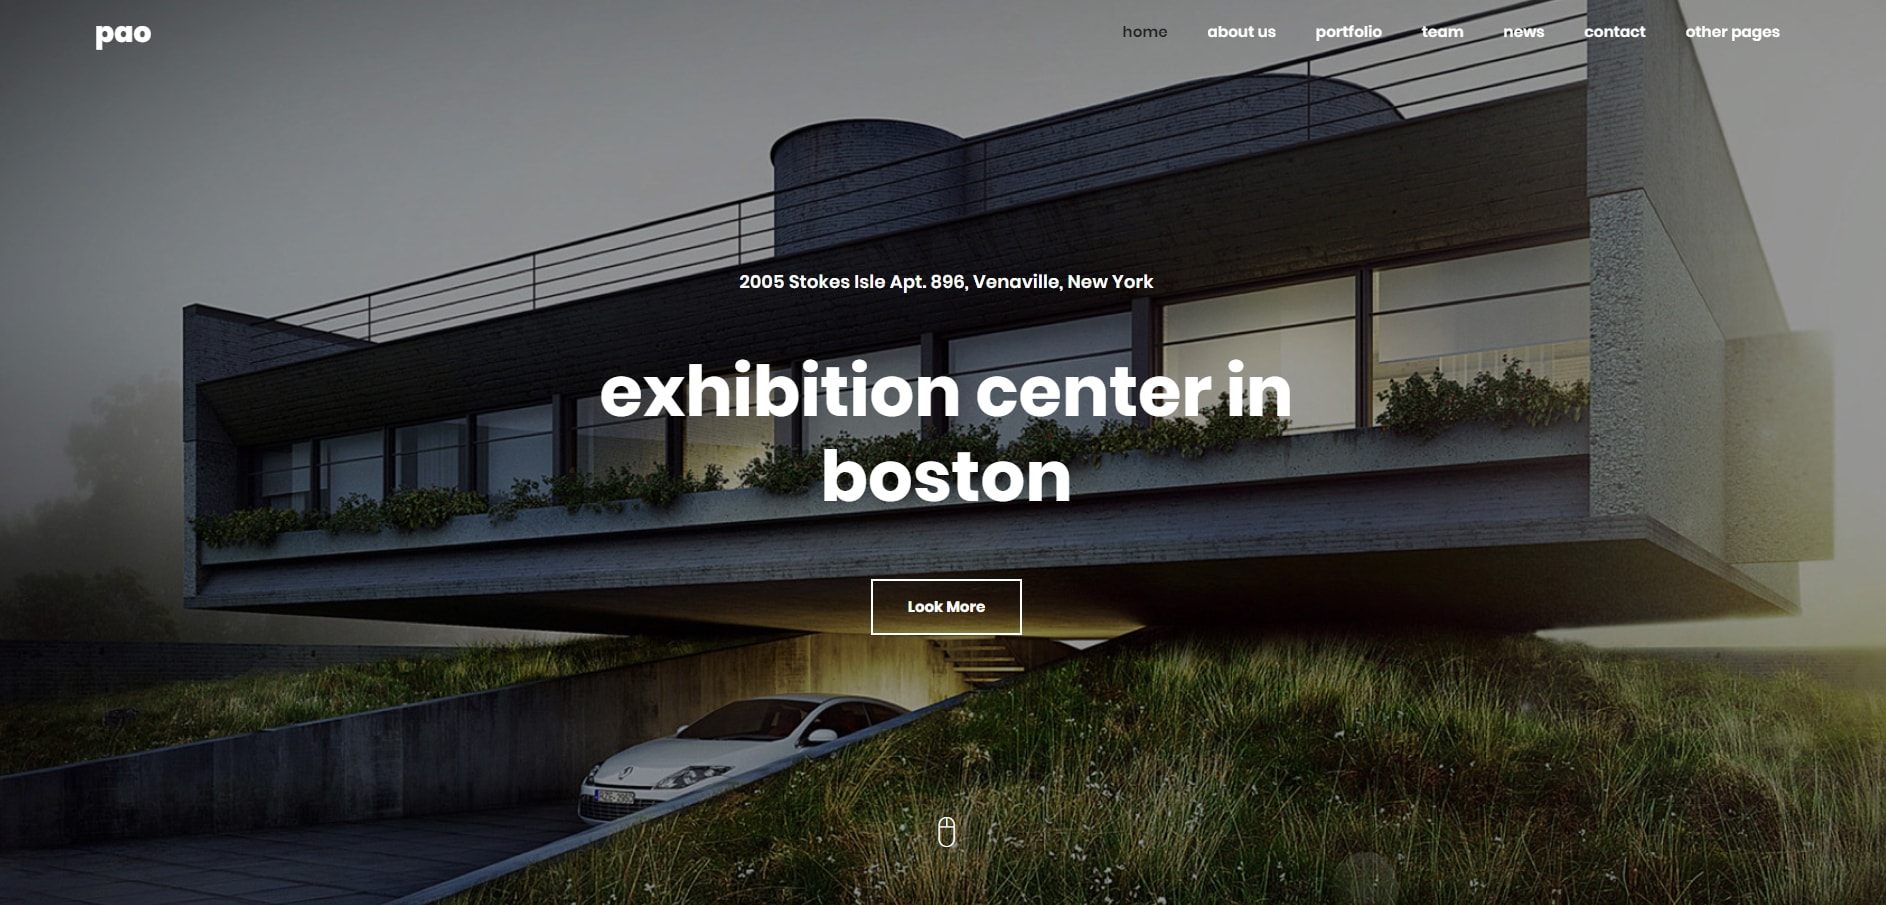 pao
home about us portfolio team news contact other pages
2005 Stokes Isle Apt. 896, Venaville, New York
exhibition center in
boston
Look More